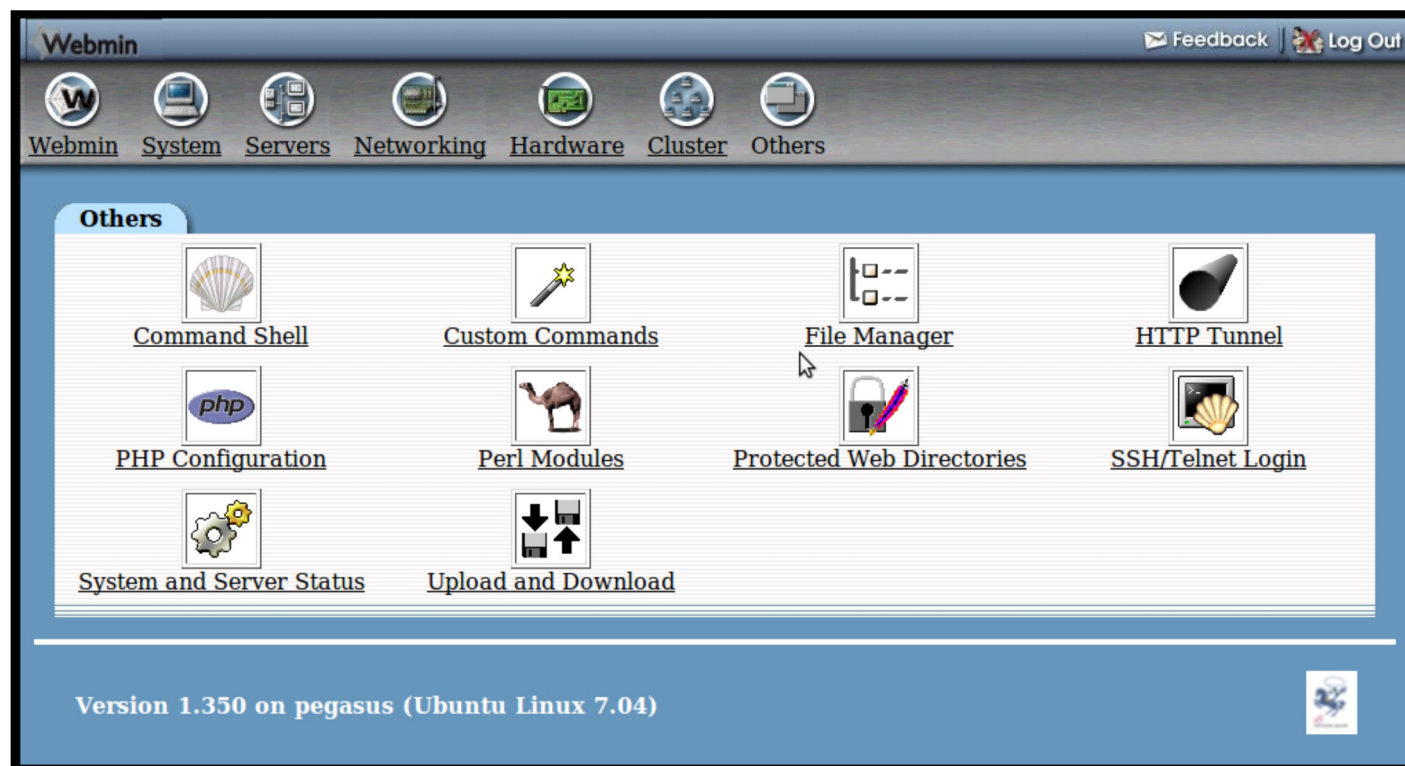 Webmin Feedback Log Out
Webmin System Servers Networking Hardware Cluster Others
Others
Command Shell Custom Commands File Manager HTTP Tunnel
php
PHP Configuration Perl Modules Protected Web Directories SSH/Telnet Login
System and Server Status Upload and Download
Version 1.350 on pegasus (Ubuntu Linux 7.04)